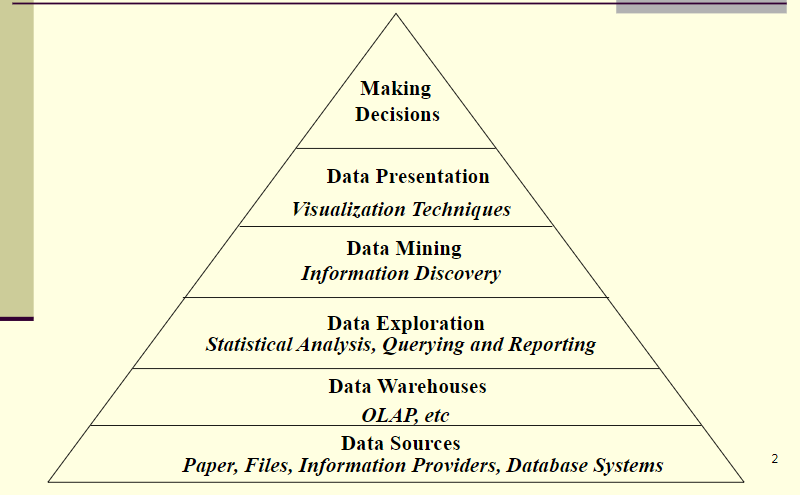 Making
Decisions
Data Presentation
Visualization Techniques
Data Mining
Information Discovery
Data Exploration
Statistical Analysis, Querying and Reporting
Data Warehouses
OLAP, etc
Data Sources
Paper, Files, Information Providers, Database Systems
2